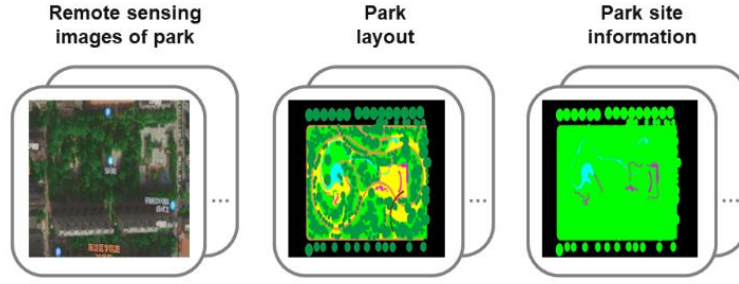 Remote sensing
images of park
Park
layout
Park site
information
...
...
...